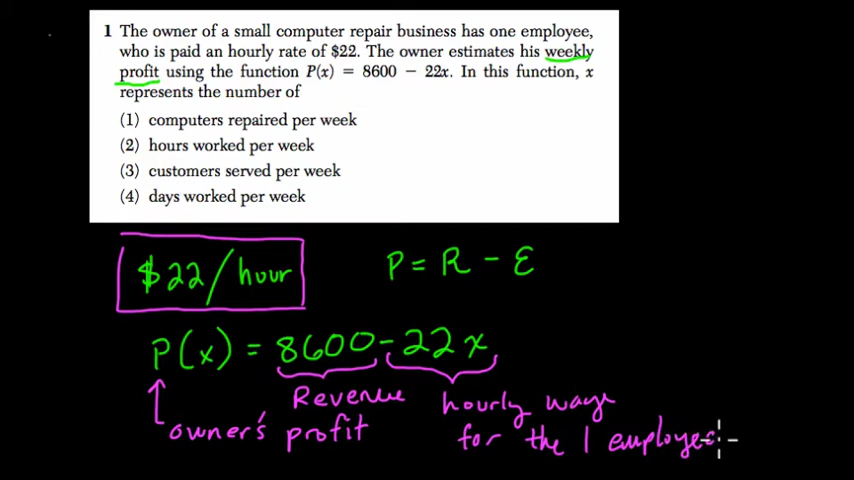 1 The owner of a small computer repair business has one employee,
who is paid an hourly rate of $22. The owner estimates his weekly
profit using the function P(x) = 8600 − 22x. In this function, x
represents the number of
(1) computers repaired per week
(2) hours worked per week
(3) customers served per week
(4) days worked per week
$22/hour
P = R - E
P(x) = 8600 - 22x
Revenue
owner's profit
hourly wage
for the 1 employee